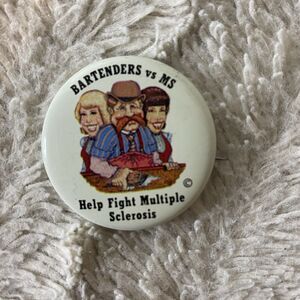 BARTENDERS vs MS
©
Help Fight Multiple
Sclerosis